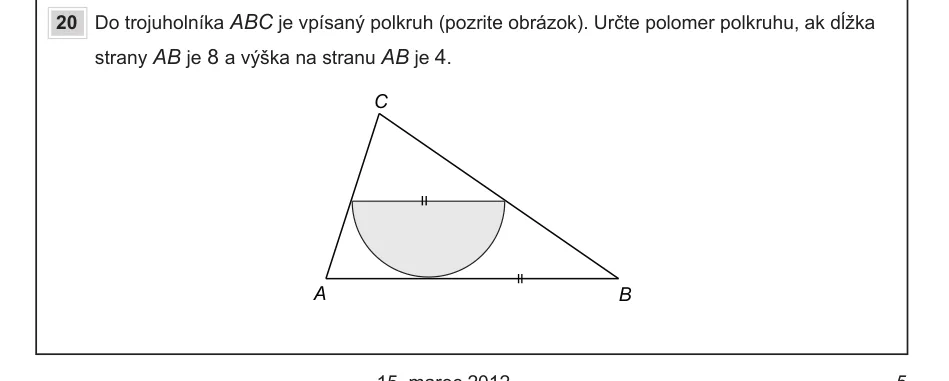 20 Do trojuholníka ABC je vpísaný polkruh (pozrite obrázok). Určte polomer polkruhu, ak dĺžka
strany AB je 8 a výška na stranu AB je 4.
C
A
B